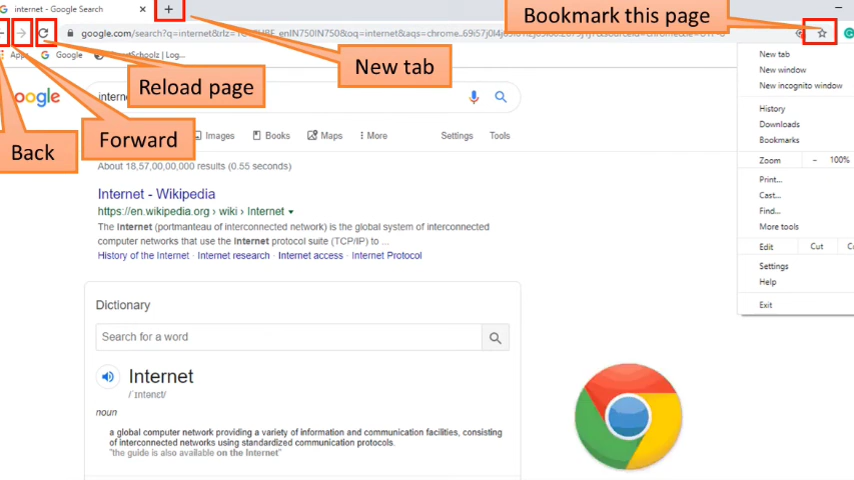 internet - Google Search
Bookmark this page
google.com/search?q=internet&rlz=
New tab
Apps
Google
Log...
Reload page
Forward
Back
oogle
intern
Images
Books
Maps
More
Settings
Tools
About 18,57,00,00,000 results (0.55 seconds)
Internet - Wikipedia
https://en.wikipedia.org › wiki › Internet
The Internet (portmanteau of interconnected network) is the global system of interconnected
computer networks that use the Internet protocol suite (TCP/IP) to ...
History of the Internet · Internet research · Internet access · Internet Protocol
Dictionary
Search for a word
Internet
/ˈɪntənɛt/
noun
a global computer network providing a variety of information and communication facilities, consisting
of interconnected networks using standardized communication protocols.
"the guide is also available on the Internet"
New tab
New window
New incognito window
History
Downloads
Bookmarks
Zoom - 100%
Print...
Cast...
Find...
More tools
Edit Cut
Settings
Help
Exit